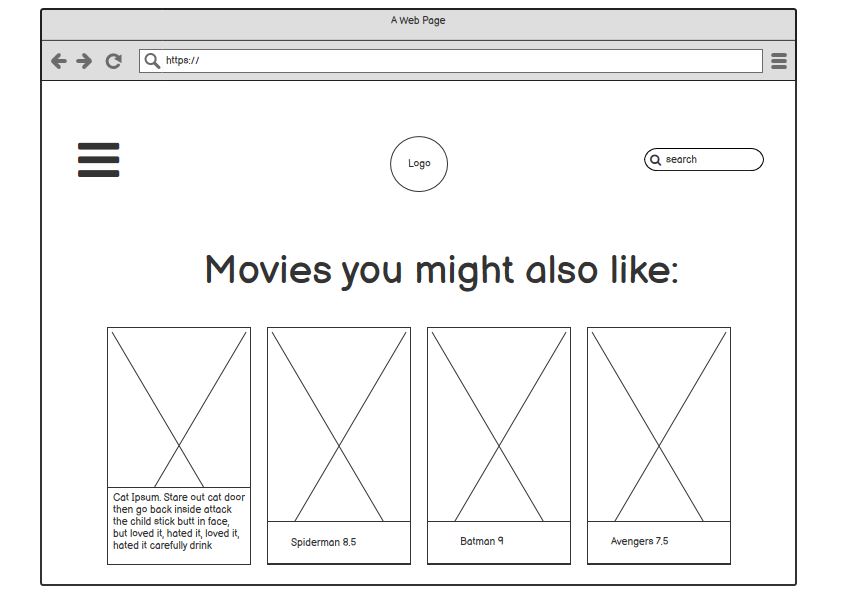 A Web Page
https://
Logo
search
Movies you might also like:
Cat Ipsum. Stare out cat door
then go back inside attack
the child stick butt in face,
but loved it, hated it, loved it,
hated it carefully drink
Spiderman 8.5
Batman 9
Avengers 7.5